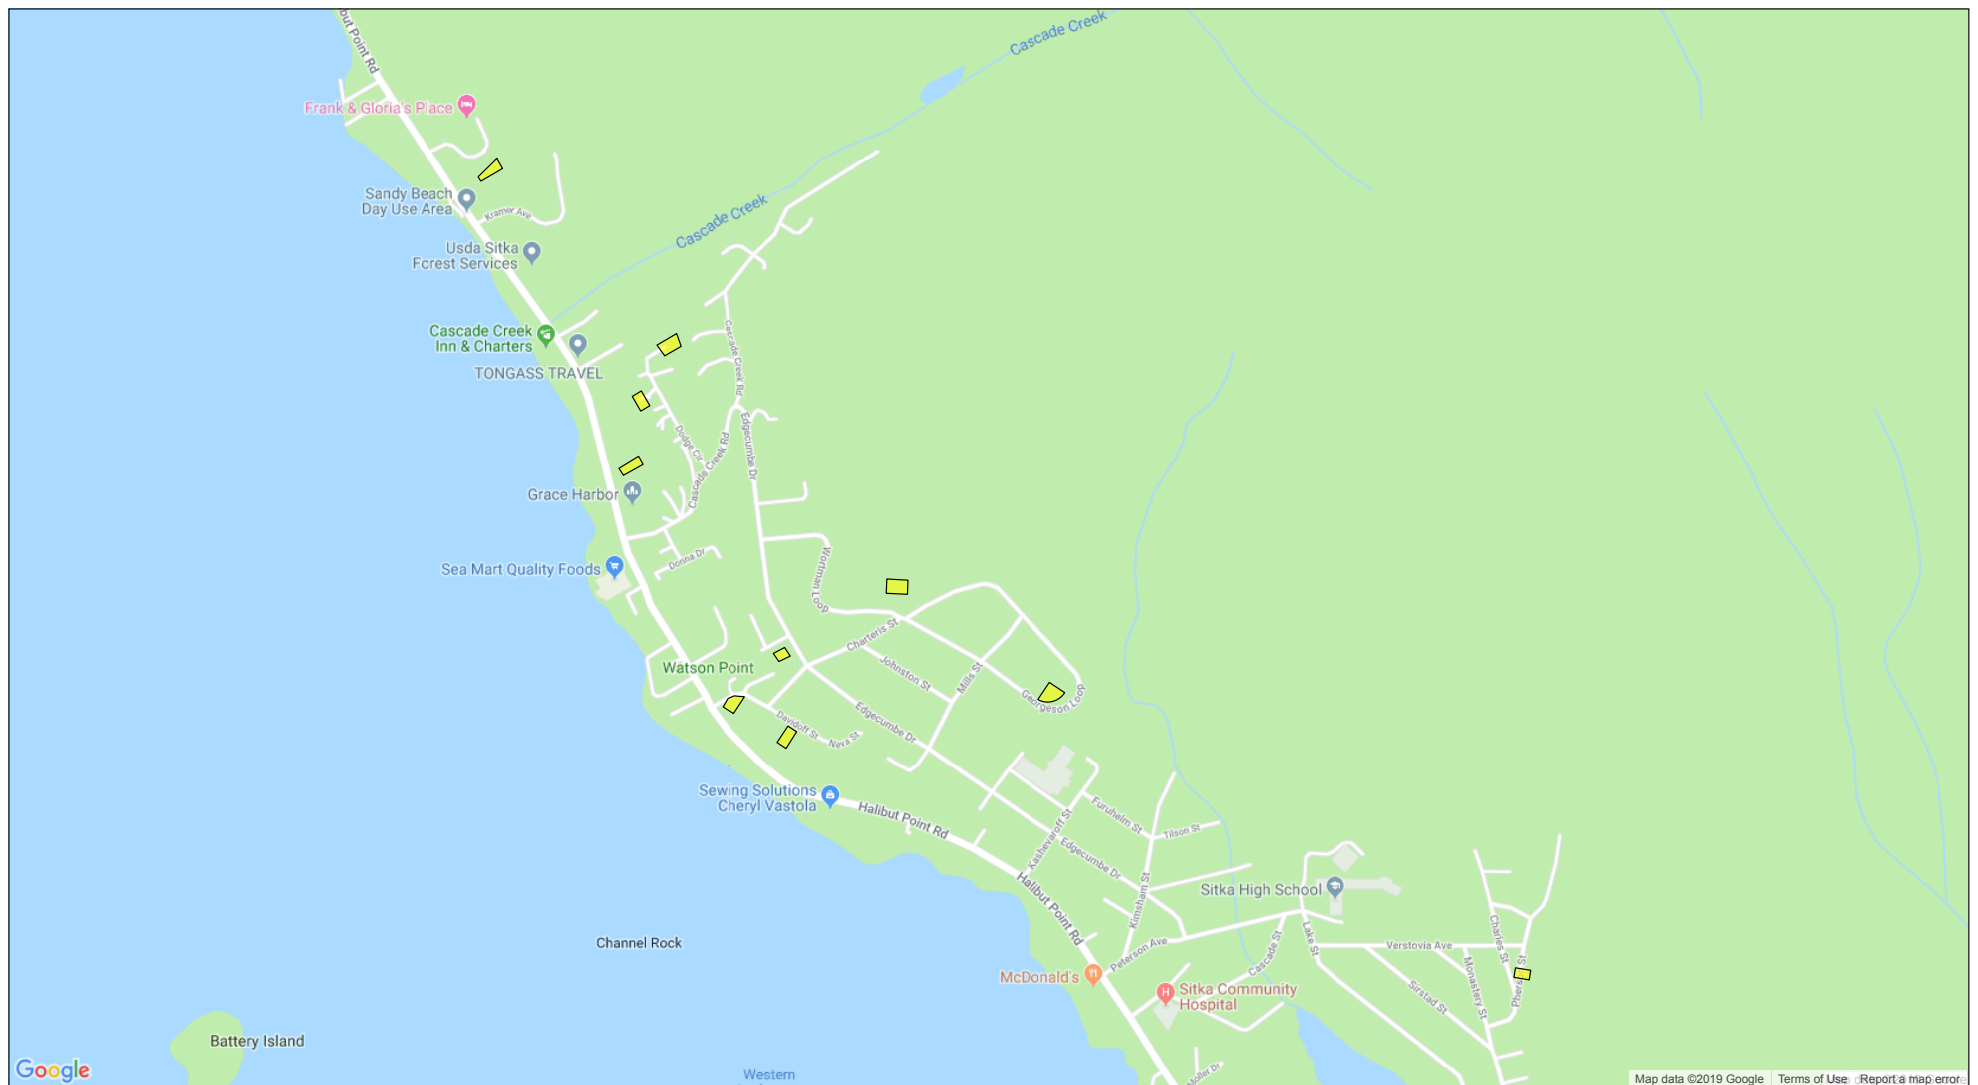 Halibut Point Rd
Cascade Creek
Frank & Gloria's Place
Sandy Beach
Day Use Area
Kramer Ave
Cascade Creek
Usda Sitka
Forest Services
Cascade Creek
Inn & Charters
TONGASS TRAVEL
Cascade Creek Rd
Edgecumbe Dr
Dodge Cir
Cascade Creek Rd
Grace Harbor
Donna Dr
Wortman Loop
Sea Mart Quality Foods
Charteris St
Johnston St
Mills St
Watson Point
Georgeson Loop
Davidoff St
Neva St
Edgecumbe Dr
Sewing Solutions
Cheryl Vastola
Halibut Point Rd
Furuhelm St
Tilson St
Kashevaroff St
Edgecumbe Dr
Halibut Point Rd
Kimsham St
Sitka High School
Peterson Ave
Cascade St
Lake St
Verstovia Ave
Charles St
Monastery St
Sirstad St
Phers
St
Channel Rock
McDonald's
Sitka Community
Hospital
Moller Dr
Battery Island
Western
Google
Map data ©2019 Google
Terms of Use
Report a map error